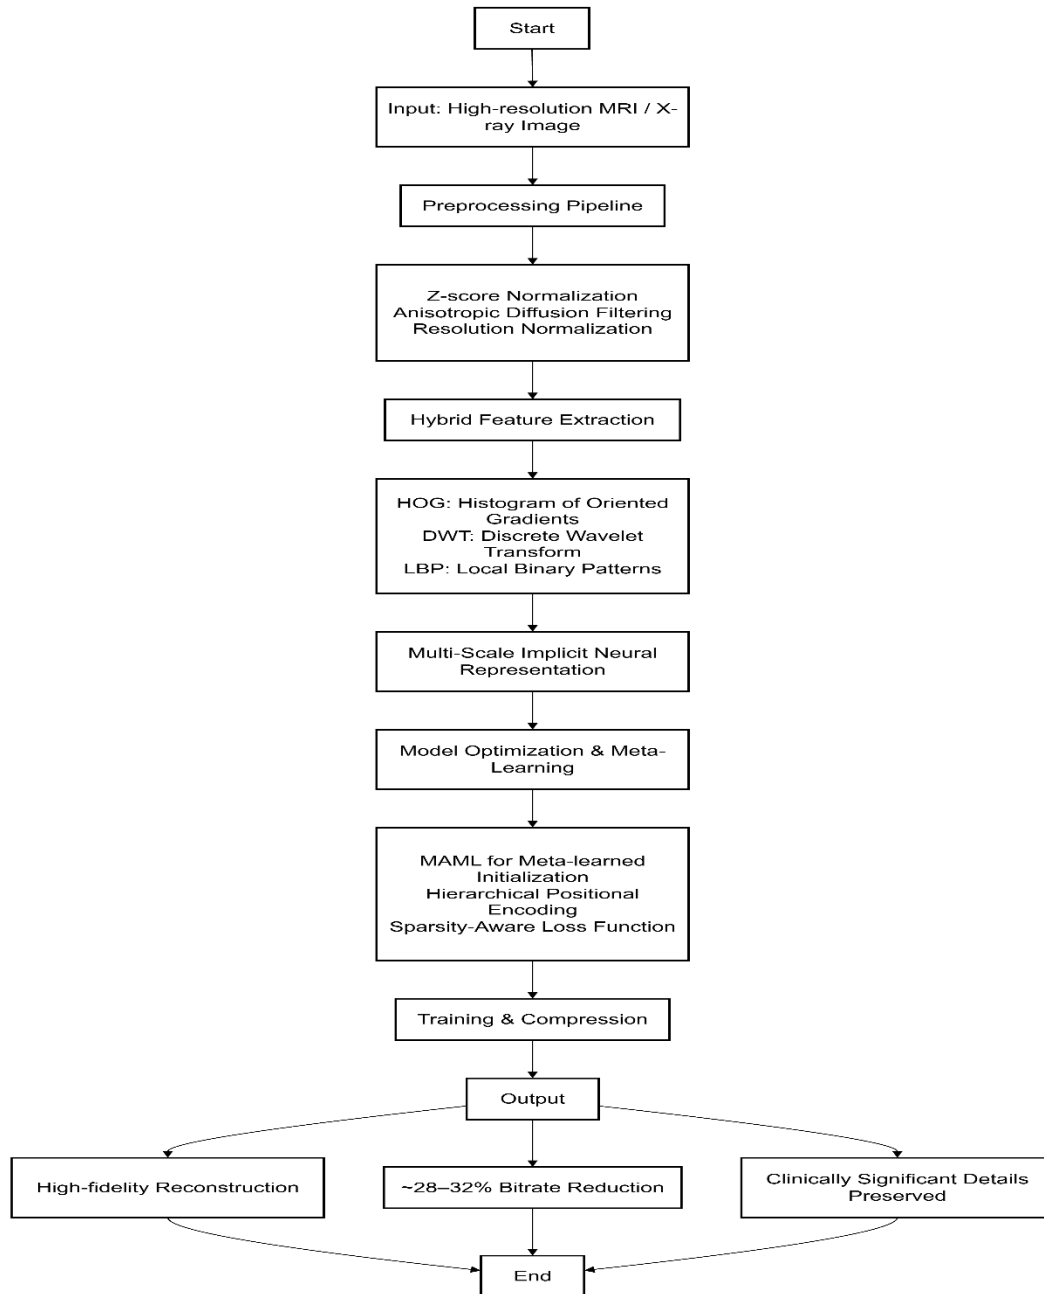 Start
Input: High-resolution MRI / X-
ray Image
Preprocessing Pipeline
Z-score Normalization
Anisotropic Diffusion Filtering
Resolution Normalization
Hybrid Feature Extraction
HOG: Histogram of Oriented
Gradients
DWT: Discrete Wavelet
Transform
LBP: Local Binary Patterns
Multi-Scale Implicit Neural
Representation
Model Optimization & Meta-
Learning
MAML for Meta-learned
Initialization
Hierarchical Positional
Encoding
Sparsity-Aware Loss Function
Training & Compression
Output
High-fidelity Reconstruction
~28–32% Bitrate Reduction
Clinically Significant Details
Preserved
End